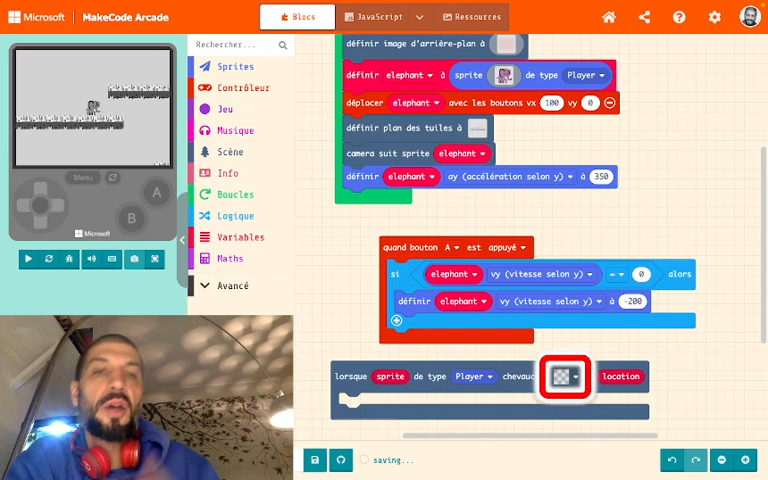 Microsoft | MakeCode Arcade
Blocs
JavaScript
Ressources
Menu
A
B
Microsoft
Rechercher...
Sprites
Contrôleur
Jeu
Musique
Scène
Info
Boucles
Logique
Variables
Maths
Avancé
définir image d'arrière-plan à
définir elephant à sprite de type Player
déplacer elephant avec les boutons vx 100 vy 0
définir plan des tuiles à
camera suit sprite elephant
définir elephant ay (accélération selon y) à 350
quand bouton A est appuyé
si elephant vy (vitesse selon y) = 0 alors
définir elephant vy (vitesse selon y) à -200
lorsque sprite de type Player chevauc location
saving...